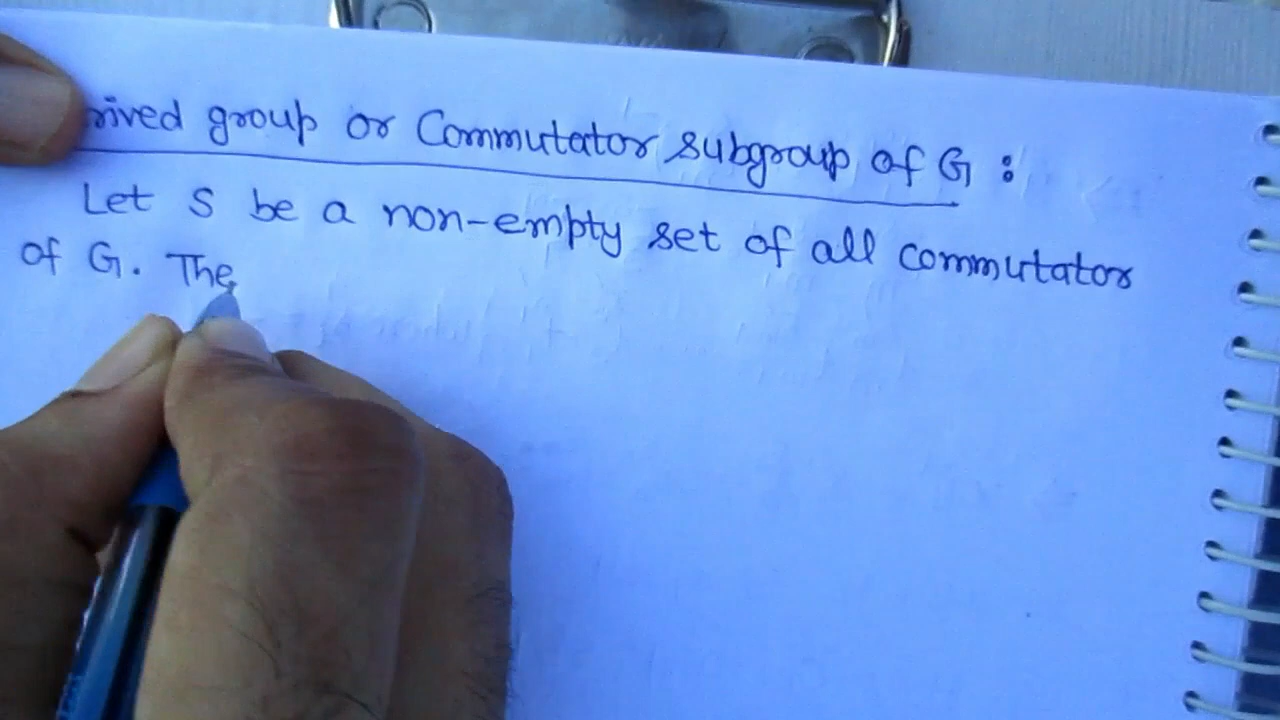 rived group or Commutator subgroup of G :
Let S be a non-empty set of all commutator
of G. The